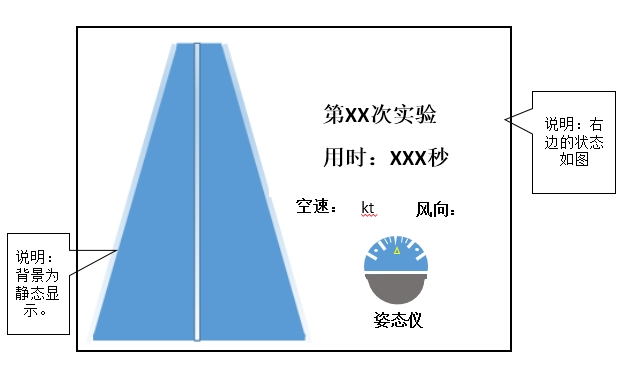 第XX次实验
用时：XXX秒
空速： kt 风向：
姿态仪
说明：右
边的状态
如图
说明：
背景为
静态显
示。